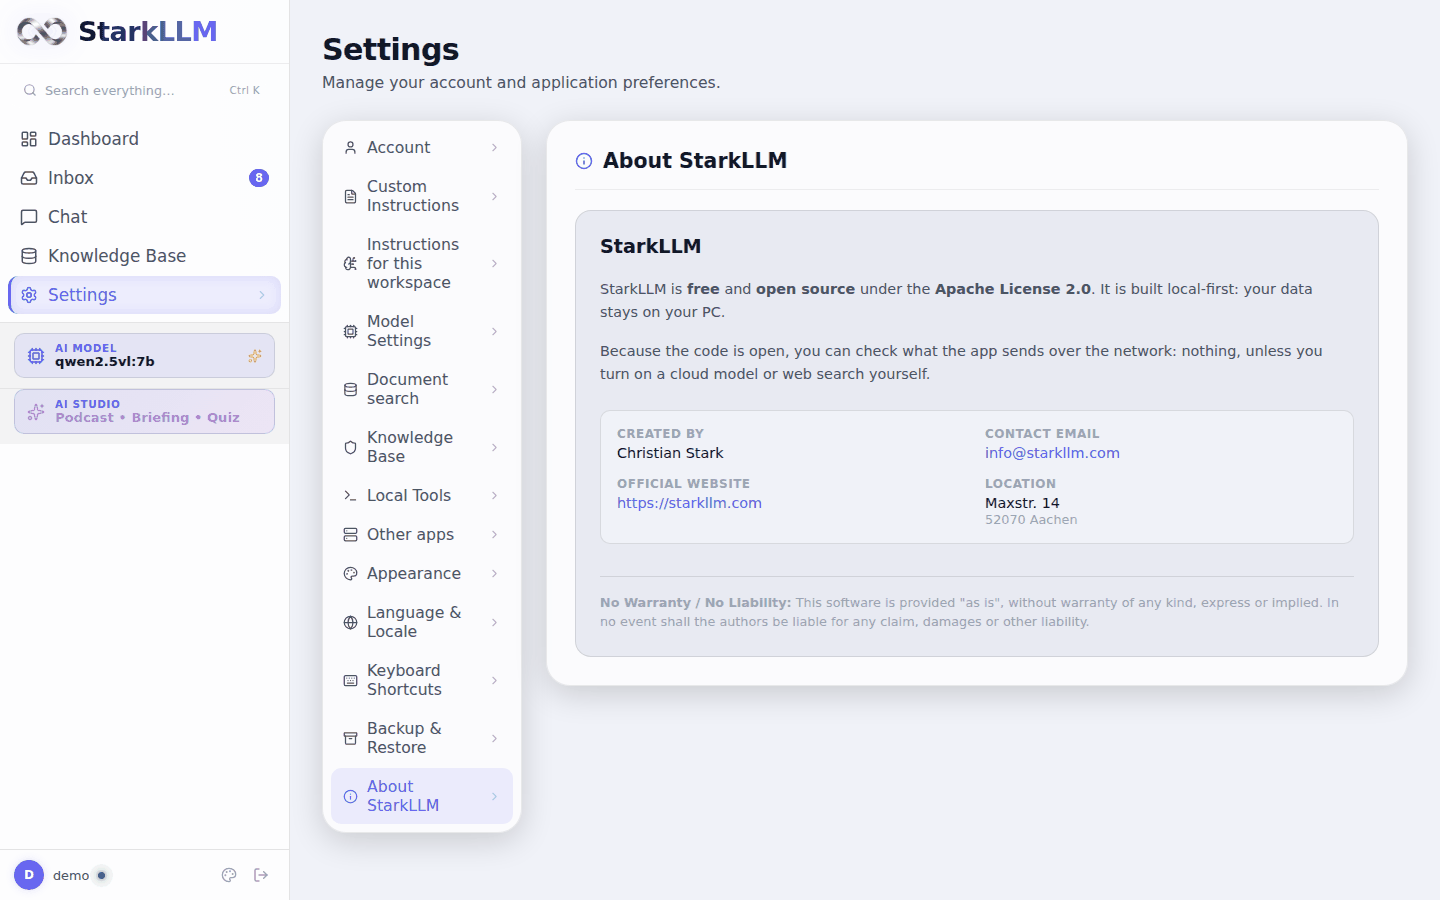 StarkLLM
Search everything...
Ctrl K
Dashboard
Inbox
8
Chat
Knowledge Base
Settings
AI MODEL
qwen2.5vl:7b
AI STUDIO
Podcast • Briefing • Quiz
D
demo
Settings
Manage your account and application preferences.
Account
Custom
Instructions
Instructions
for this
workspace
Model
Settings
Document
search
Knowledge
Base
Local Tools
Other apps
Appearance
Language &
Locale
Keyboard
Shortcuts
Backup &
Restore
About
StarkLLM
About StarkLLM
StarkLLM
StarkLLM is free and open source under the Apache License 2.0. It is built local-first: your data
stays on your PC.
Because the code is open, you can check what the app sends over the network: nothing, unless you
turn on a cloud model or web search yourself.
CREATED BY
Christian Stark
CONTACT EMAIL
info@starkllm.com
OFFICIAL WEBSITE
https://starkllm.com
LOCATION
Maxstr. 14
52070 Aachen
No Warranty / No Liability: This software is provided "as is", without warranty of any kind, express or implied. In
no event shall the authors be liable for any claim, damages or other liability.